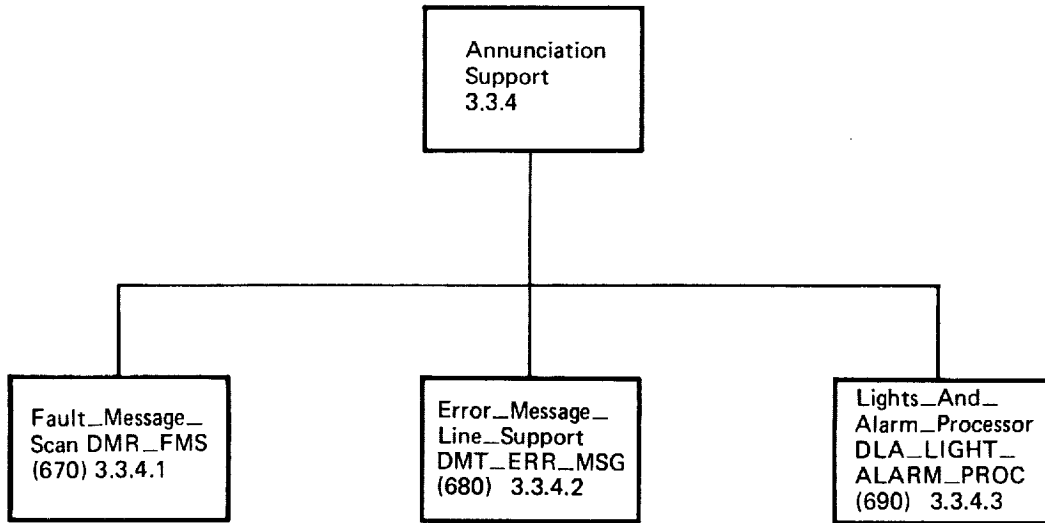 Annunciation
Support
3.3.4
Fault_Message_
Scan DMR_FMS
(670) 3.3.4.1
Error_Message_
Line_Support
DMT_ERR_MSG
(680) 3.3.4.2
Lights_And_
Alarm_Processor
DLA_LIGHT_
ALARM_PROC
(690) 3.3.4.3